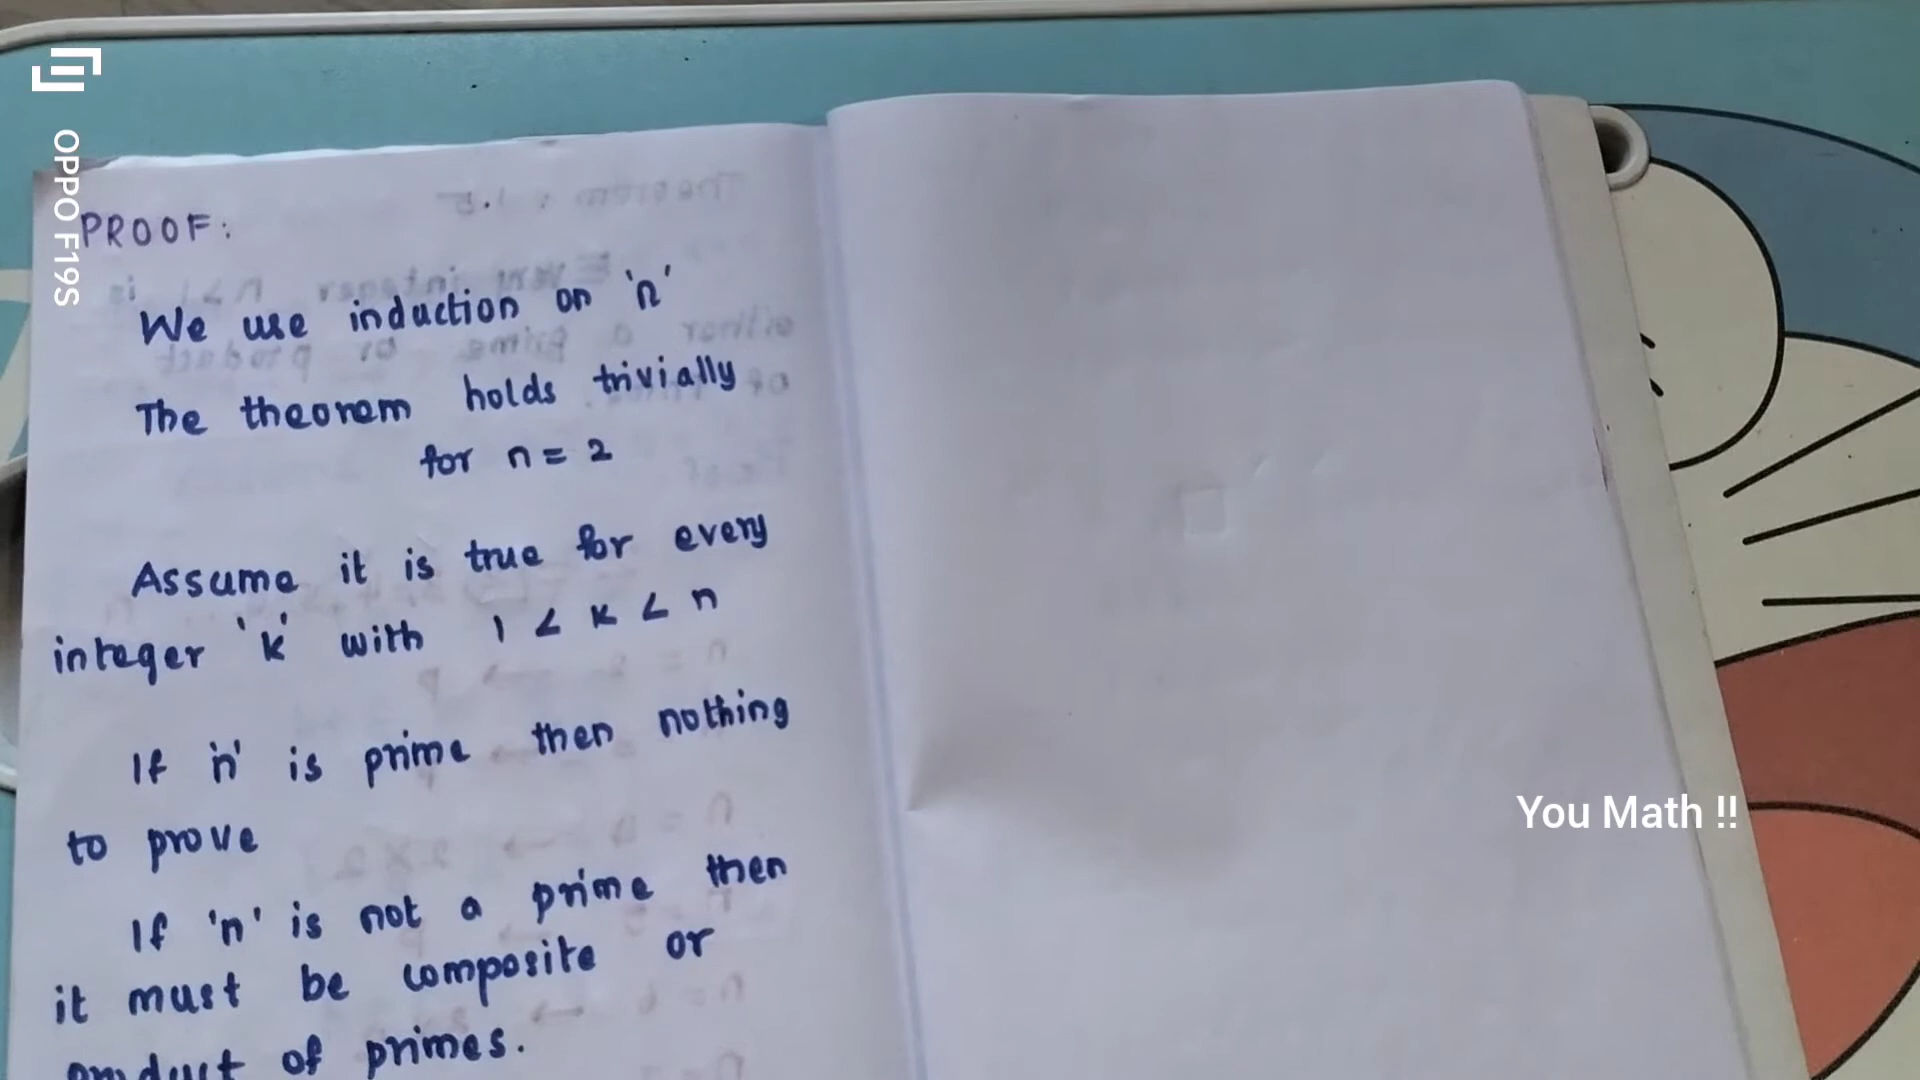 OPPO F19S
PROOF:
We use induction on 'n'
The theorem holds trivially
for n = 2
Assume it is true for every
integer 'k' with 1 < k < n
If 'n' is prime then nothing
to prove
If 'n' is not a prime then
it must be composite or
product of primes.
You Math !!